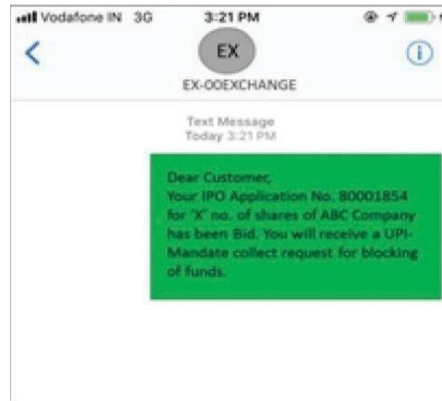 Vodafone IN 3G 3:21 PM
EX
EX-00EXCHANGE
Text Message
Today 3:21 PM
Dear Customer,
Your IPO Application No. 80001854
for 'X' no. of shares of ABC Company
has been Bid. You will receive a UPI-
Mandate collect request for blocking
of funds.